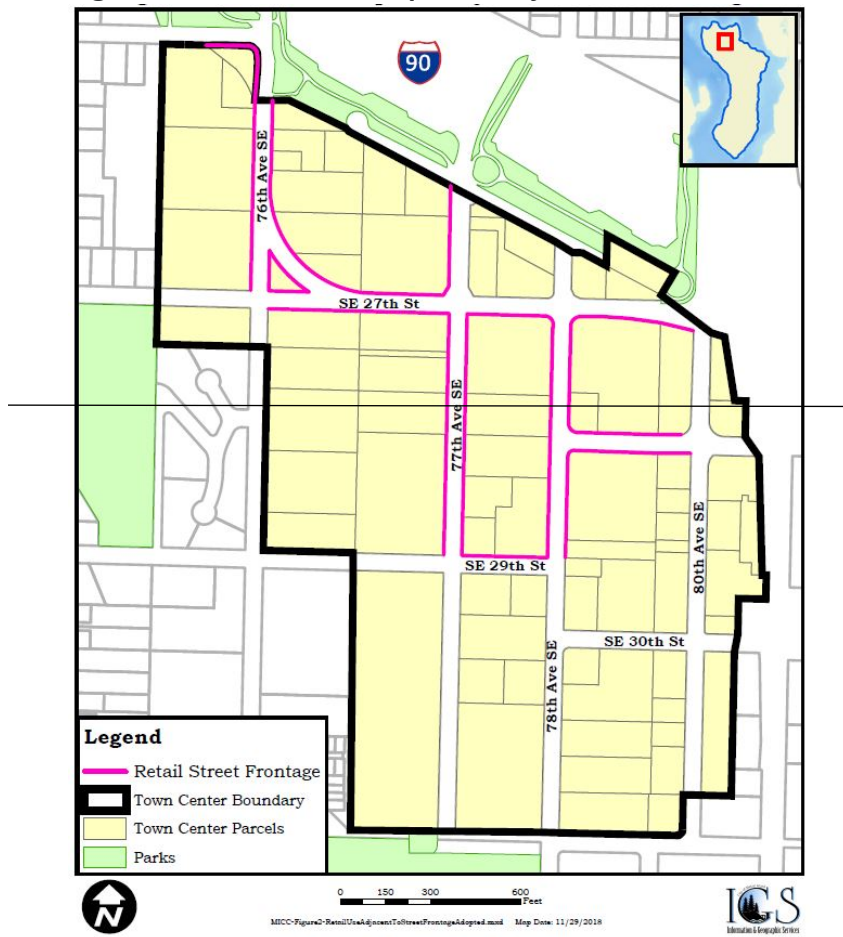 90
76th Ave SE
SE 27th St
77th Ave SE
80th Ave SE
SE 29th St
SE 30th St
78th Ave SE
Legend
Retail Street Frontage
Town Center Boundary
Town Center Parcels
Parks
N
0 150 300 600
Feet
MICC-Figure2-RetailUseAdjacentToStreetFrontageAdopted.mxd Map Date: 11/29/2018
IGS
Information & Geographic Services